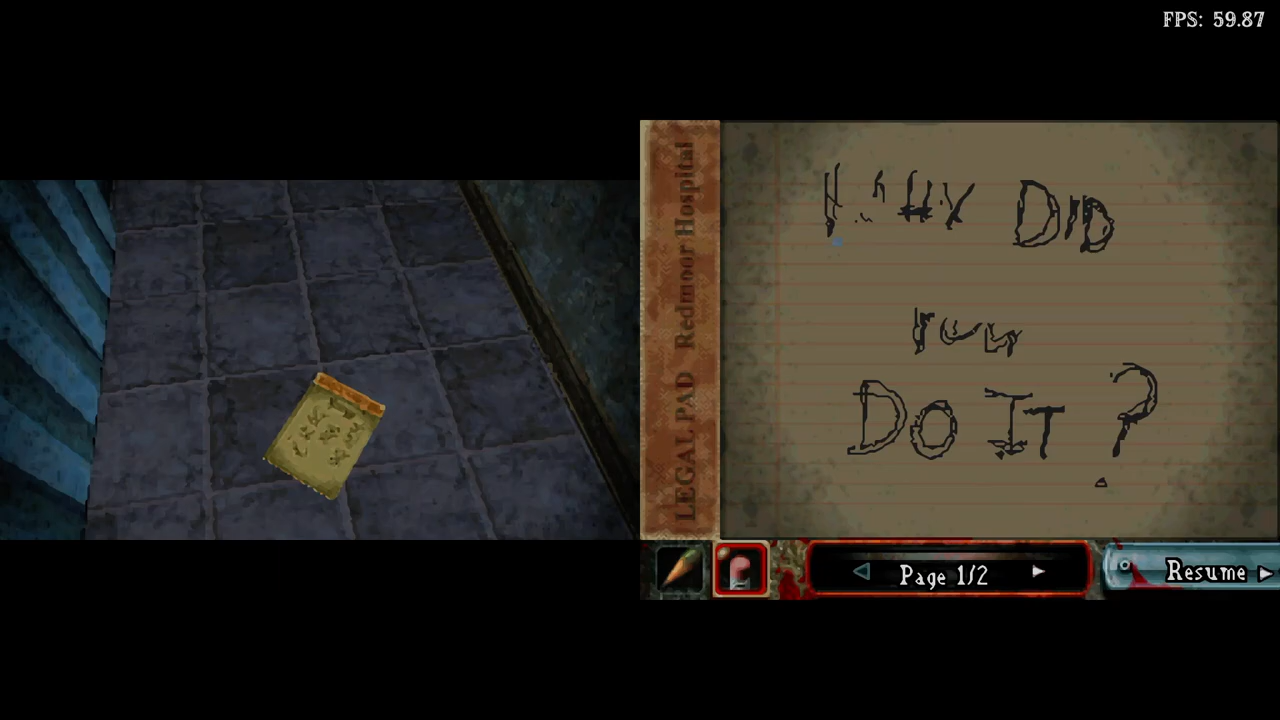 FPS: 59.87
LEGAL PAD Redmoor Hospital
WHY DID
YOU
DO IT ?
Page 1/2
Resume